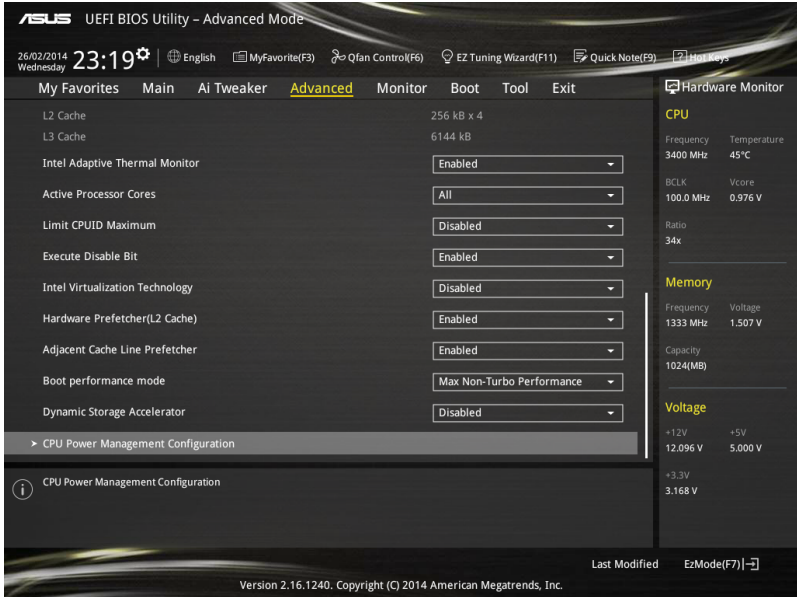 ASUS UEFI BIOS Utility – Advanced Mode
26/02/2014 Wednesday 23:19 English MyFavorite(F3) Qfan Control(F6) EZ Tuning Wizard(F11) Quick Note(F9) ? Hot Keys
My Favorites Main Ai Tweaker Advanced Monitor Boot Tool Exit
L2 Cache 256 kB x 4
L3 Cache 6144 kB
Intel Adaptive Thermal Monitor Enabled
Active Processor Cores All
Limit CPUID Maximum Disabled
Execute Disable Bit Enabled
Intel Virtualization Technology Disabled
Hardware Prefetcher(L2 Cache) Enabled
Adjacent Cache Line Prefetcher Enabled
Boot performance mode Max Non-Turbo Performance
Dynamic Storage Accelerator Disabled
> CPU Power Management Configuration
i CPU Power Management Configuration
Hardware Monitor
CPU
Frequency Temperature
3400 MHz 45°C
BCLK Vcore
100.0 MHz 0.976 V
Ratio
34x
Memory
Frequency Voltage
1333 MHz 1.507 V
Capacity
1024(MB)
Voltage
+12V +5V
12.096 V 5.000 V
+3.3V
3.168 V
Last Modified EzMode(F7)
Version 2.16.1240. Copyright (C) 2014 American Megatrends, Inc.